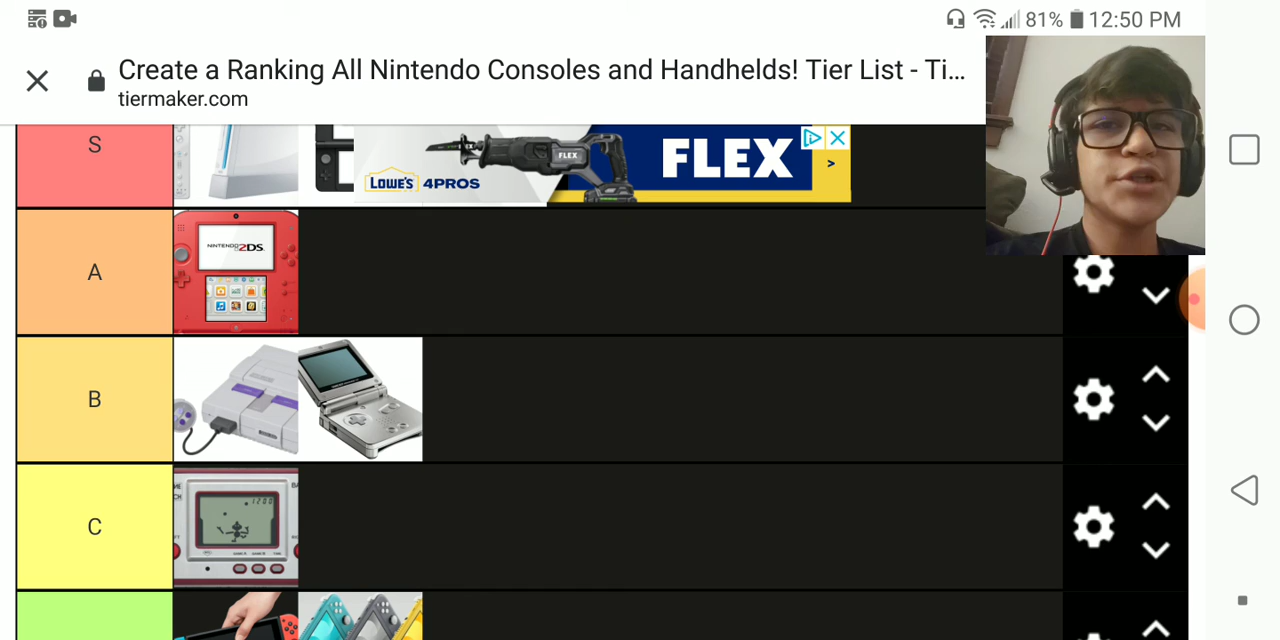 81% 12:50 PM
Create a Ranking All Nintendo Consoles and Handhelds! Tier List - Ti...
tiermaker.com
S
LOWE'S 4PROS
FLEX
FLEX
>
A
NINTENDO 2DS
B
C
1200